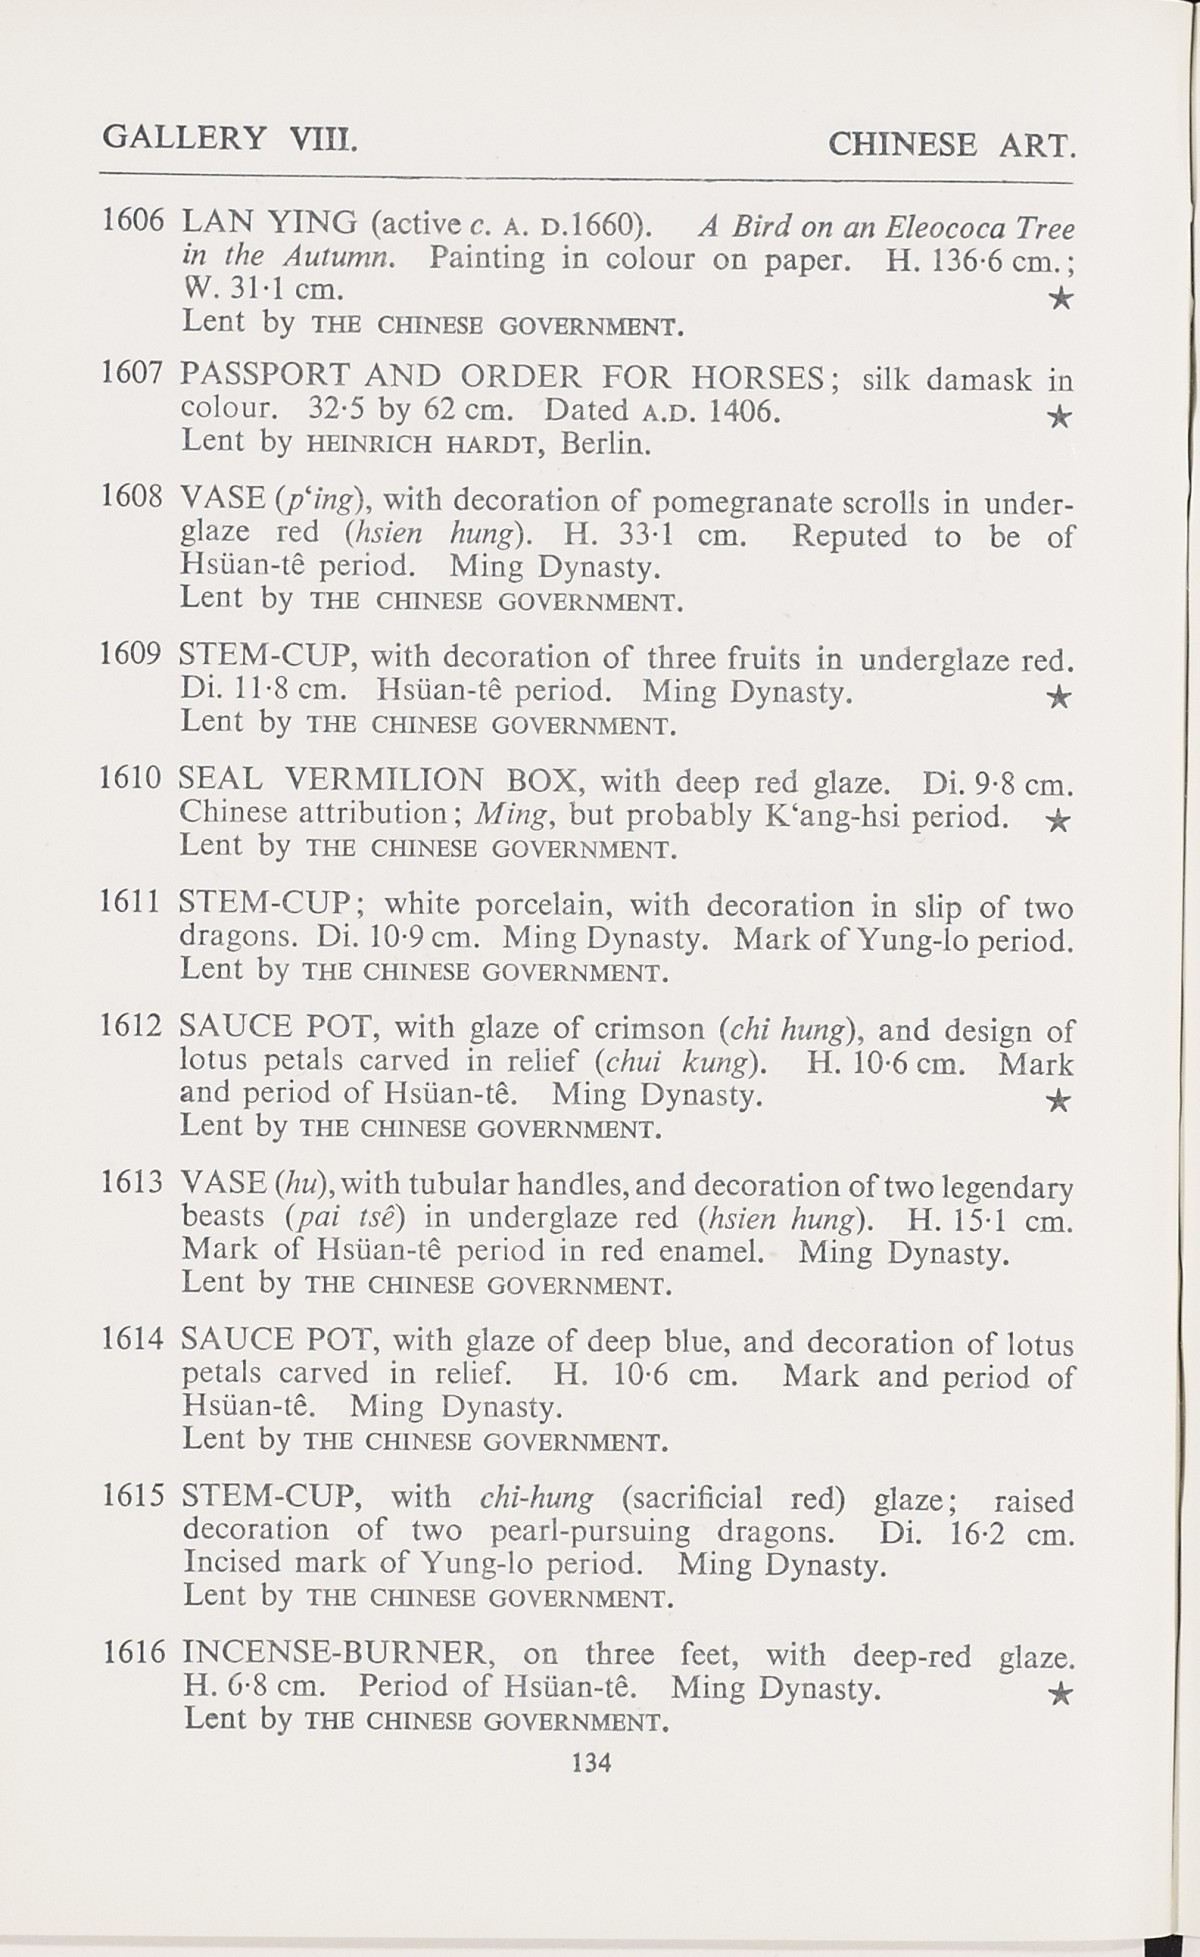 GALLERY VIII. CHINESE ART.
1606 LAN YING (active c. A. D.1660). A Bird on an Eleococa Tree
in the Autumn. Painting in colour on paper. H. 136·6 cm.;
W. 31·1 cm. ★
Lent by THE CHINESE GOVERNMENT.
1607 PASSPORT AND ORDER FOR HORSES; silk damask in
colour. 32·5 by 62 cm. Dated A.D. 1406. ★
Lent by HEINRICH HARDT, Berlin.
1608 VASE (p‘ing), with decoration of pomegranate scrolls in under-
glaze red (hsien hung). H. 33·1 cm. Reputed to be of
Hsüan-tê period. Ming Dynasty.
Lent by THE CHINESE GOVERNMENT.
1609 STEM-CUP, with decoration of three fruits in underglaze red.
Di. 11·8 cm. Hsüan-tê period. Ming Dynasty. ★
Lent by THE CHINESE GOVERNMENT.
1610 SEAL VERMILION BOX, with deep red glaze. Di. 9·8 cm.
Chinese attribution; Ming, but probably K‘ang-hsi period. ★
Lent by THE CHINESE GOVERNMENT.
1611 STEM-CUP; white porcelain, with decoration in slip of two
dragons. Di. 10·9 cm. Ming Dynasty. Mark of Yung-lo period.
Lent by THE CHINESE GOVERNMENT.
1612 SAUCE POT, with glaze of crimson (chi hung), and design of
lotus petals carved in relief (chui kung). H. 10·6 cm. Mark
and period of Hsüan-tê. Ming Dynasty. ★
Lent by THE CHINESE GOVERNMENT.
1613 VASE (hu), with tubular handles, and decoration of two legendary
beasts (pai tsê) in underglaze red (hsien hung). H. 15·1 cm.
Mark of Hsüan-tê period in red enamel. Ming Dynasty.
Lent by THE CHINESE GOVERNMENT.
1614 SAUCE POT, with glaze of deep blue, and decoration of lotus
petals carved in relief. H. 10·6 cm. Mark and period of
Hsüan-tê. Ming Dynasty.
Lent by THE CHINESE GOVERNMENT.
1615 STEM-CUP, with chi-hung (sacrificial red) glaze; raised
decoration of two pearl-pursuing dragons. Di. 16·2 cm.
Incised mark of Yung-lo period. Ming Dynasty.
Lent by THE CHINESE GOVERNMENT.
1616 INCENSE-BURNER, on three feet, with deep-red glaze.
H. 6·8 cm. Period of Hsüan-tê. Ming Dynasty. ★
Lent by THE CHINESE GOVERNMENT.
134